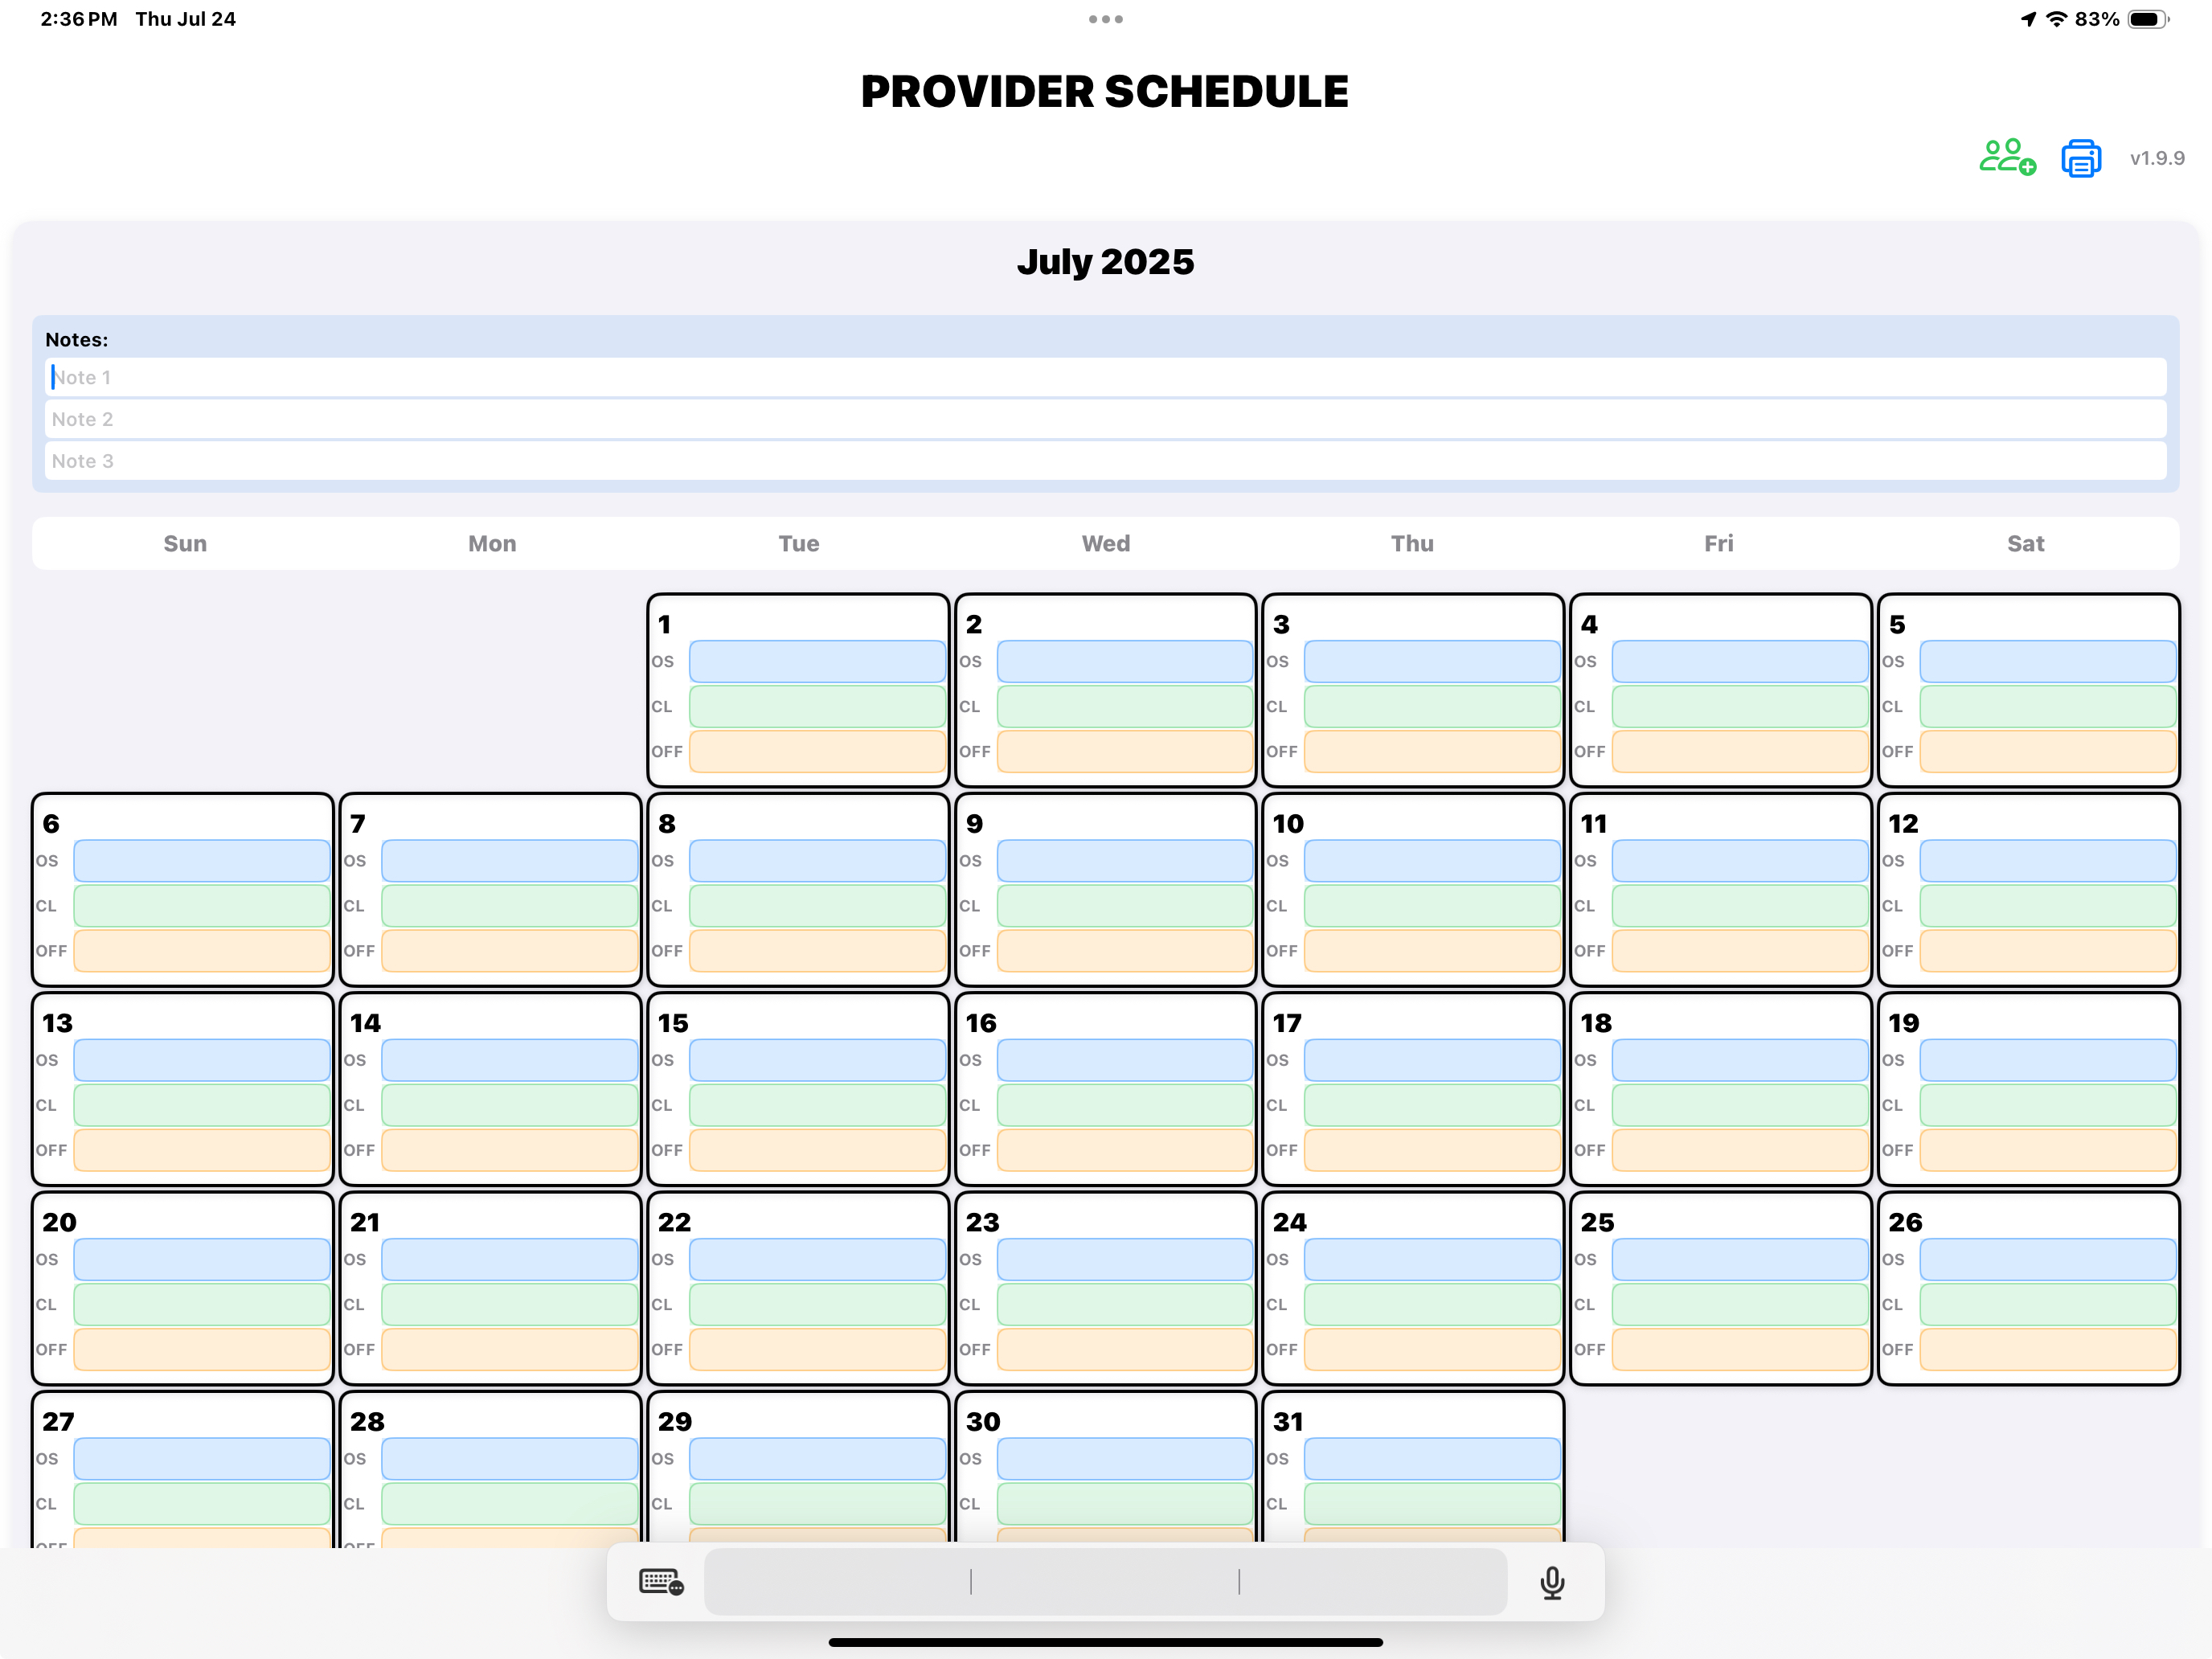 2:36 PM Thu Jul 24 83%
PROVIDER SCHEDULE
v1.9.9
July 2025
Notes:
Note 1
Note 2
Note 3
Sun Mon Tue Wed Thu Fri Sat
1 2 3 4 5
OS OS OS OS OS
CL CL CL CL CL
OFF OFF OFF OFF OFF
6 7 8 9 10 11 12
OS OS OS OS OS OS OS
CL CL CL CL CL CL CL
OFF OFF OFF OFF OFF OFF OFF
13 14 15 16 17 18 19
OS OS OS OS OS OS OS
CL CL CL CL CL CL CL
OFF OFF OFF OFF OFF OFF OFF
20 21 22 23 24 25 26
OS OS OS OS OS OS OS
CL CL CL CL CL CL CL
OFF OFF OFF OFF OFF OFF OFF
27 28 29 30 31
OS OS OS OS OS
CL CL CL CL CL
OFF OFF